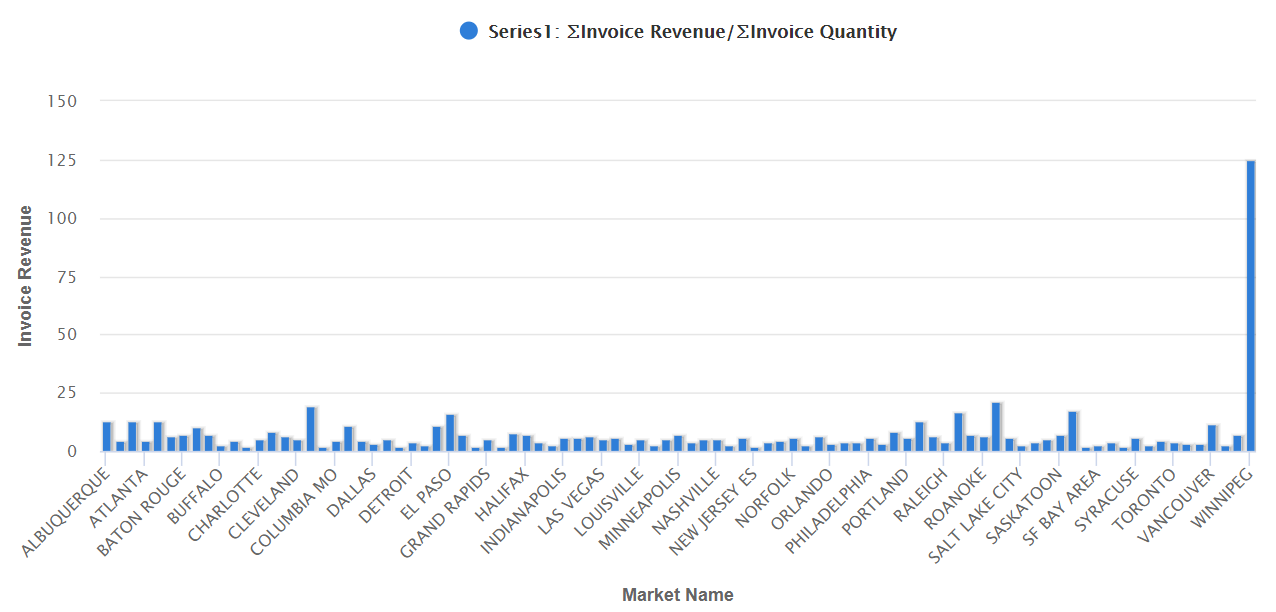 Series1: ΣInvoice Revenue/ΣInvoice Quantity
150
125
100
75
50
25
0
Invoice Revenue
ALBUQUERQUE
ATLANTA
BATON ROUGE
BUFFALO
CHARLOTTE
CLEVELAND
COLUMBIA MO
DALLAS
DETROIT
EL PASO
GRAND RAPIDS
HALIFAX
INDIANAPOLIS
LAS VEGAS
LOUISVILLE
MINNEAPOLIS
NASHVILLE
NEW JERSEY ES
NORFOLK
ORLANDO
PHILADELPHIA
PORTLAND
RALEIGH
ROANOKE
SALT LAKE CITY
SASKATOON
SF BAY AREA
SYRACUSE
TORONTO
VANCOUVER
WINNIPEG
Market Name